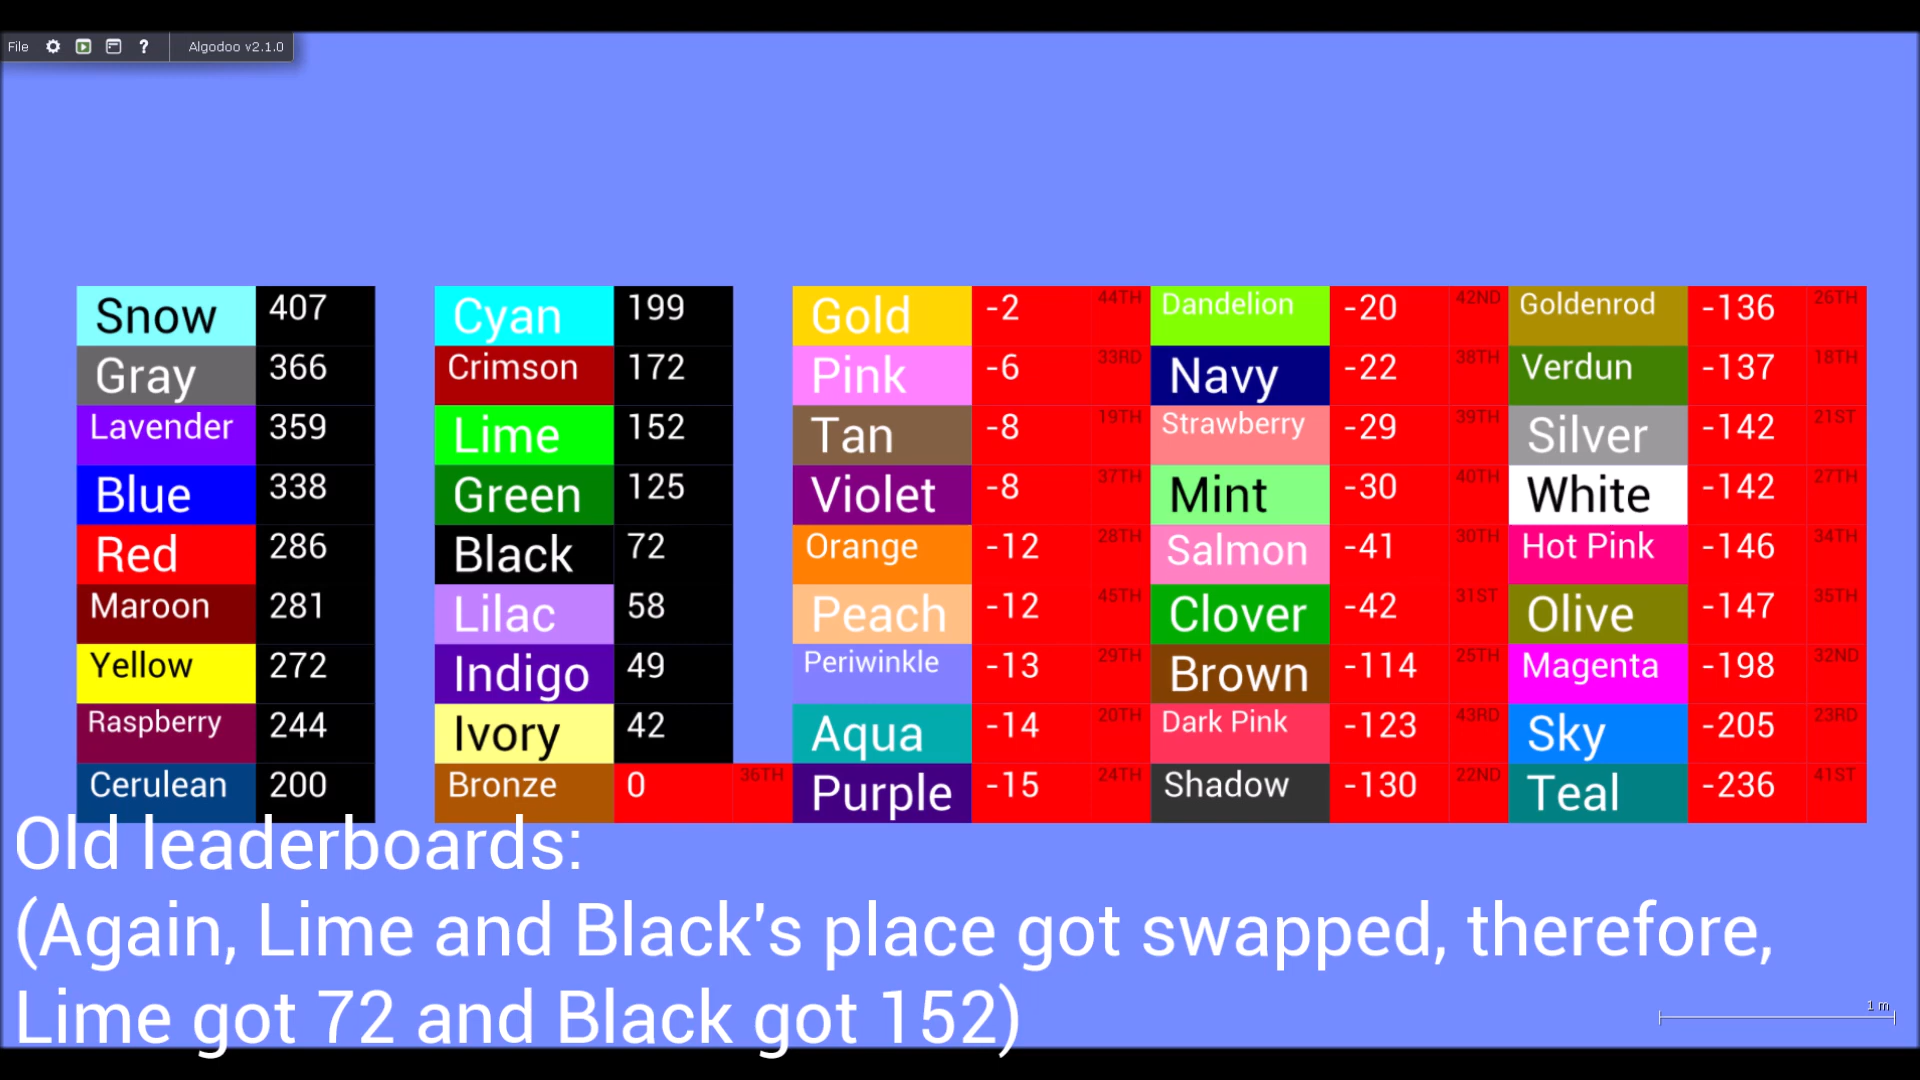 File ? Algodoo v2.1.0
Snow 407 Cyan 199 Gold -2 44TH Dandelion -20 42ND Goldenrod -136 26TH
Gray 366 Crimson 172 Pink -6 33RD Navy -22 38TH Verdun -137 18TH
Lavender 359 Lime 152 Tan -8 19TH Strawberry -29 39TH Silver -142 21ST
Blue 338 Green 125 Violet -8 37TH Mint -30 40TH White -142 27TH
Red 286 Black 72 Orange -12 28TH Salmon -41 30TH Hot Pink -146 34TH
Maroon 281 Lilac 58 Peach -12 45TH Clover -42 31ST Olive -147 35TH
Yellow 272 Indigo 49 Periwinkle -13 29TH Brown -114 25TH Magenta -198 32ND
Raspberry 244 Ivory 42 Aqua -14 20TH Dark Pink -123 43RD Sky -205 23RD
Cerulean 200 Bronze 0 36TH Purple -15 24TH Shadow -130 22ND Teal -236 41ST
Old leaderboards:
(Again, Lime and Black's place got swapped, therefore,
Lime got 72 and Black got 152)
1 m